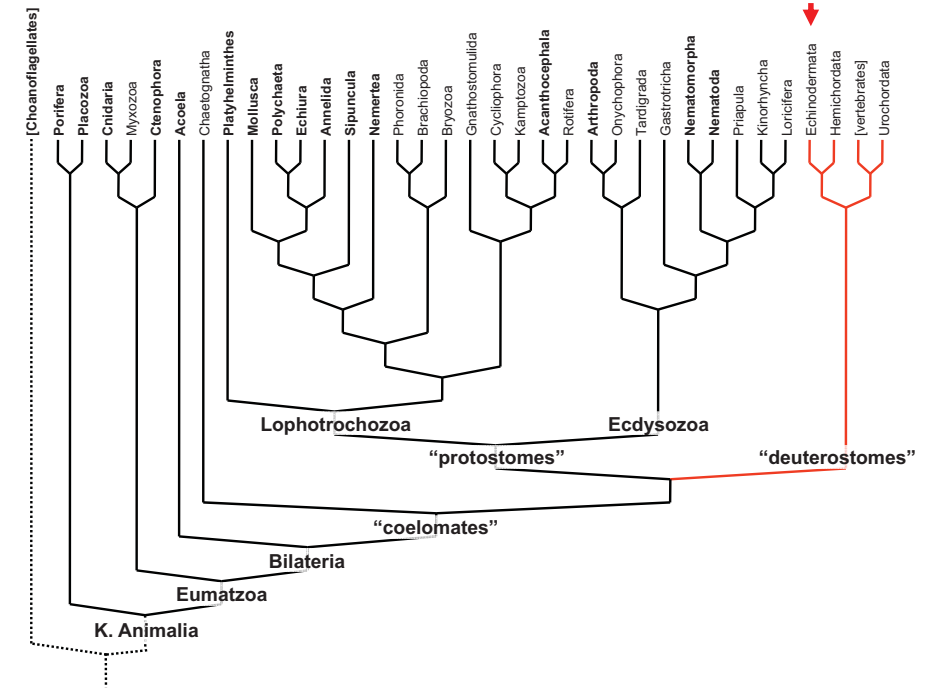 [Choanoflagellates]
Porifera
Placozoa
Cnidaria
Myxozoa
Ctenophora
Acoela
Chaetognatha
Platyhelminthes
Mollusca
Polychaeta
Echiura
Annelida
Sipuncula
Nemertea
Phoronida
Brachiopoda
Bryozoa
Gnathostomulida
Cycliophora
Kamptozoa
Acanthocephala
Rotifera
Arthropoda
Onychophora
Tardigrada
Gastrotricha
Nematomorpha
Nematoda
Priapula
Kinorhyncha
Loricifera
Echinodermata
Hemichordata
[vertebrates]
Urochordata
Lophotrochozoa
Ecdysozoa
“protostomes”
“deuterostomes”
“coelomates”
Bilateria
Eumatzoa
K. Animalia